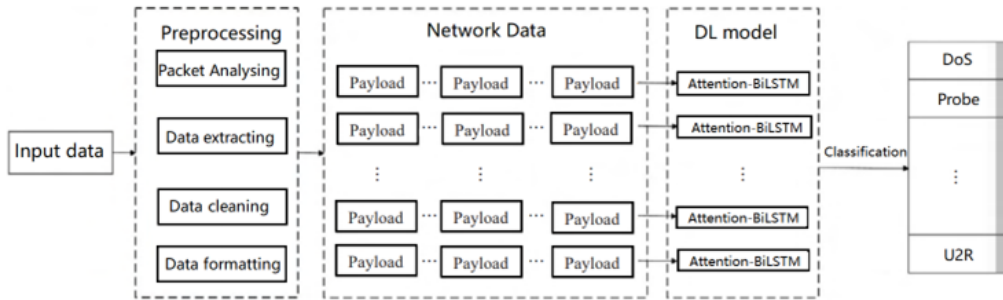 Input data
Preprocessing
Packet Analysing
Data extracting
Data cleaning
Data formatting
Network Data
Payload ··· Payload ··· Payload
Payload ··· Payload ··· Payload
⋮ ⋮ ⋮
Payload ··· Payload ··· Payload
Payload ··· Payload ··· Payload
DL model
Attention-BiLSTM
Attention-BiLSTM
⋮
Attention-BiLSTM
Attention-BiLSTM
Classification
DoS
Probe
⋮
U2R